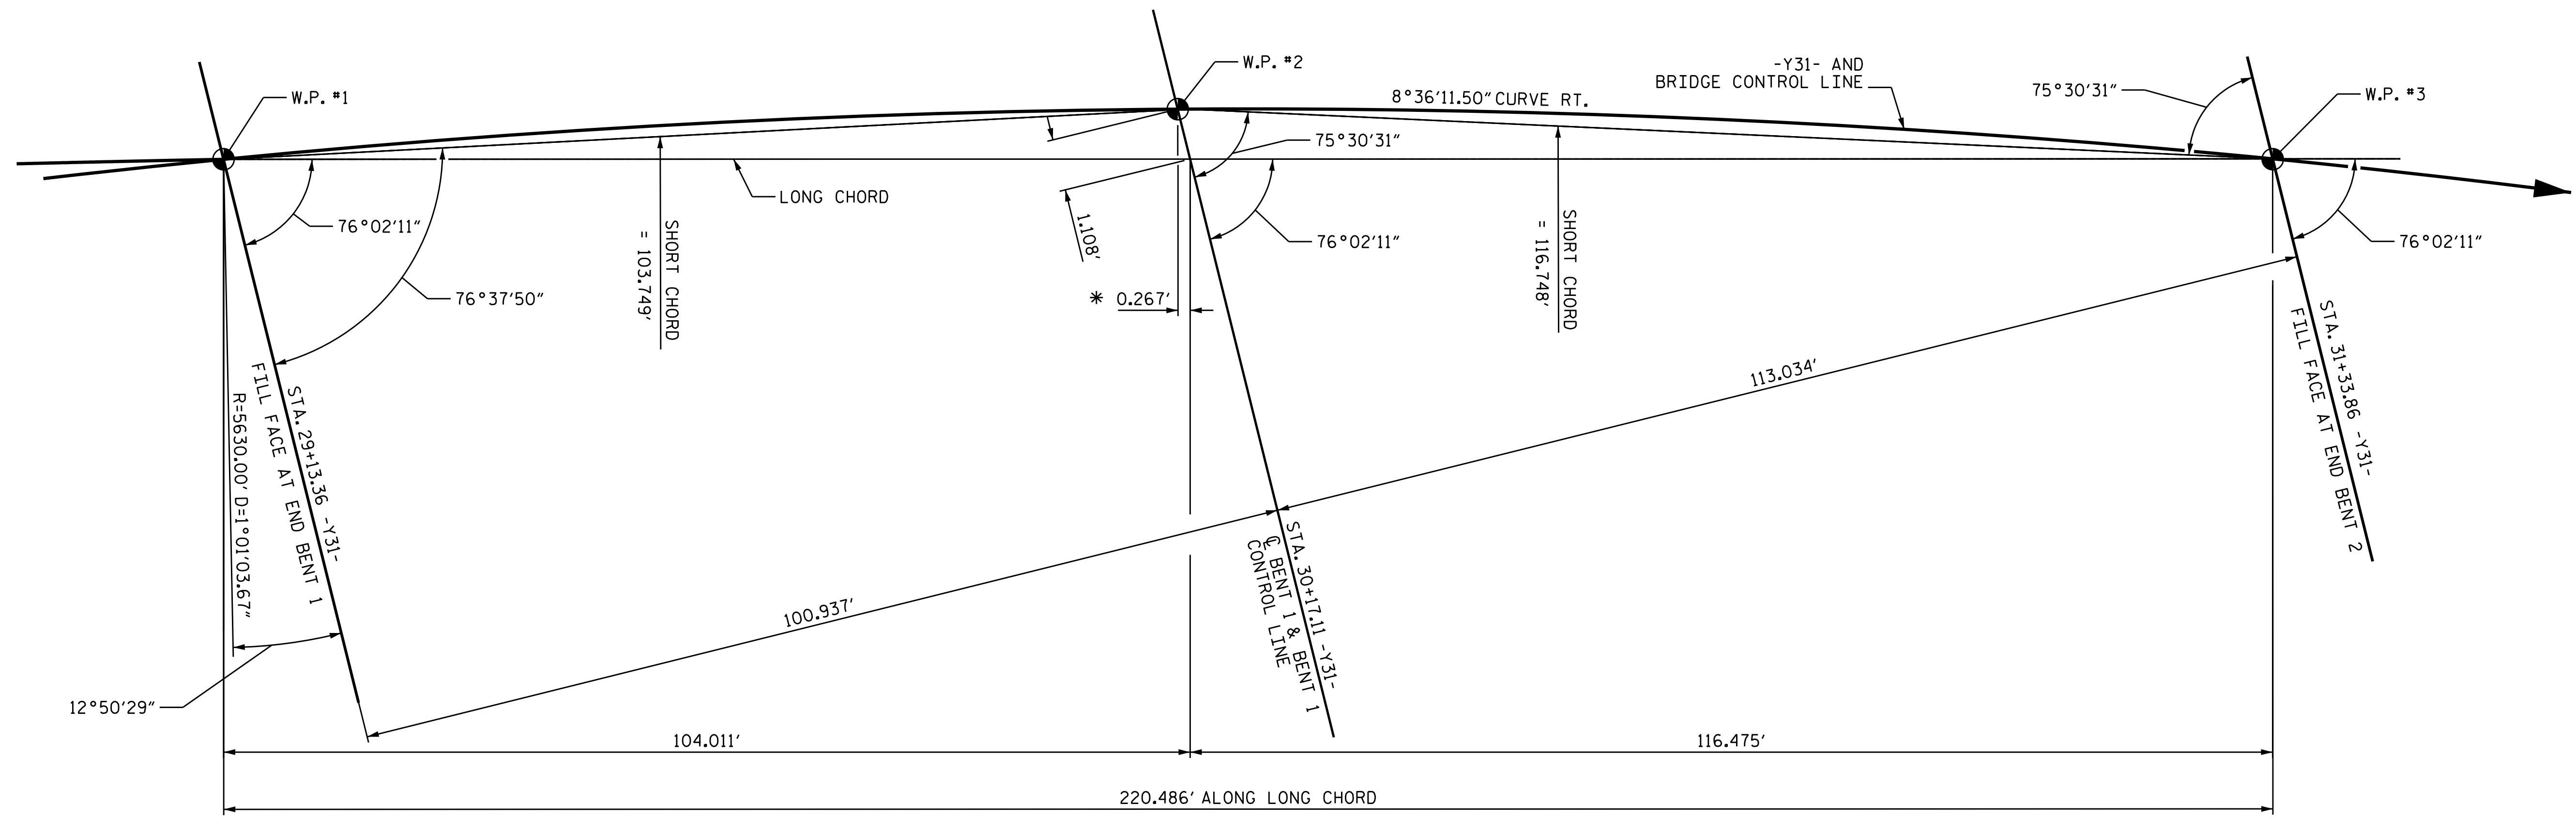 W.P. #1
W.P. #2
8°36'11.50" CURVE RT.
-Y31- AND
BRIDGE CONTROL LINE
75°30'31"
W.P. #3
75°30'31"
LONG CHORD
76°02'11"
76°37'50"
SHORT CHORD
= 103.749'
1.108'
* 0.267'
76°02'11"
SHORT CHORD
= 116.748'
76°02'11"
R=5630.00' D=1°01'03.67"
STA. 29+13.36 -Y31-
FILL FACE AT END BENT 1
STA. 30+17.11 -Y31-
℄ BENT 1 & BENT 1
CONTROL LINE
STA. 31+33.86 -Y31-
FILL FACE AT END BENT 2
113.034'
100.937'
12°50'29"
104.011'
116.475'
220.486' ALONG LONG CHORD